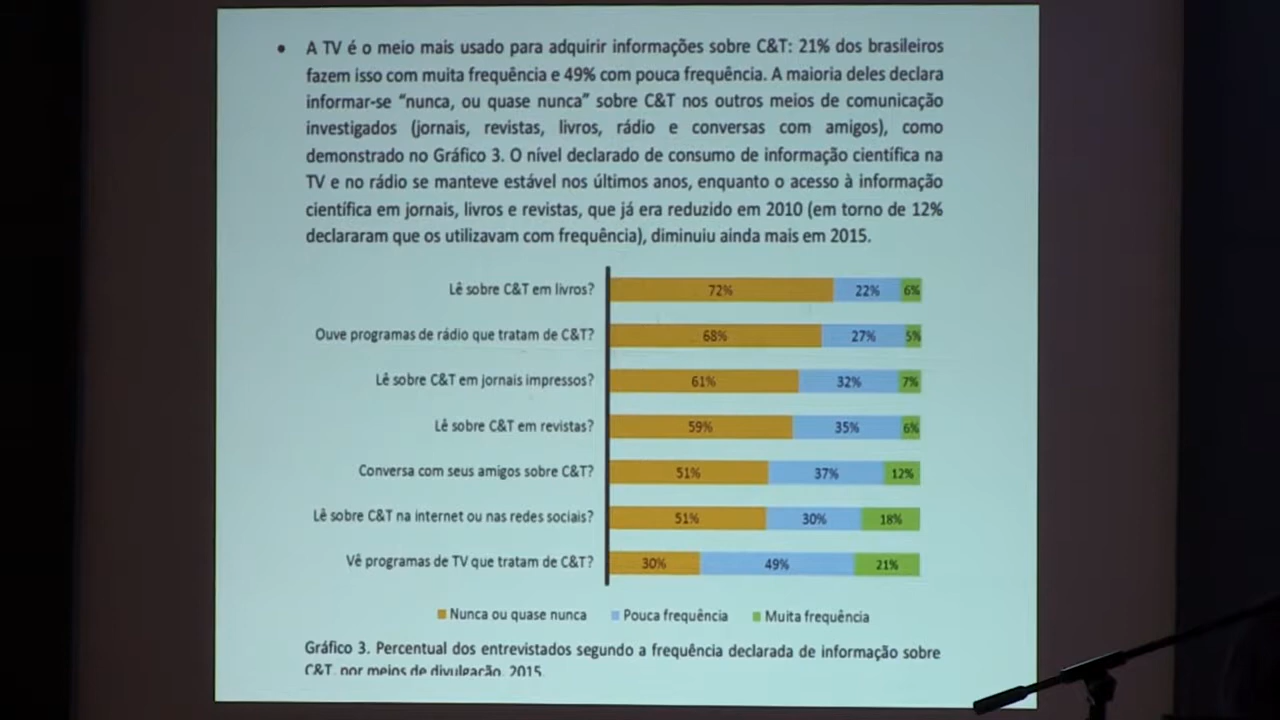 • A TV é o meio mais usado para adquirir informações sobre C&T: 21% dos brasileiros
fazem isso com muita frequência e 49% com pouca frequência. A maioria deles declara
informar-se “nunca, ou quase nunca” sobre C&T nos outros meios de comunicação
investigados (jornais, revistas, livros, rádio e conversas com amigos), como
demonstrado no Gráfico 3. O nível declarado de consumo de informação científica na
TV e no rádio se manteve estável nos últimos anos, enquanto o acesso à informação
científica em jornais, livros e revistas, que já era reduzido em 2010 (em torno de 12%
declararam que os utilizavam com frequência), diminuiu ainda mais em 2015.
Lê sobre C&T em livros? 72% 22% 6%
Ouve programas de rádio que tratam de C&T? 68% 27% 5%
Lê sobre C&T em jornais impressos? 61% 32% 7%
Lê sobre C&T em revistas? 59% 35% 6%
Conversa com seus amigos sobre C&T? 51% 37% 12%
Lê sobre C&T na internet ou nas redes sociais? 51% 30% 18%
Vê programas de TV que tratam de C&T? 30% 49% 21%
Nunca ou quase nunca Pouca frequência Muita frequência
Gráfico 3. Percentual dos entrevistados segundo a frequência declarada de informação sobre
C&T, por meios de divulgação, 2015.